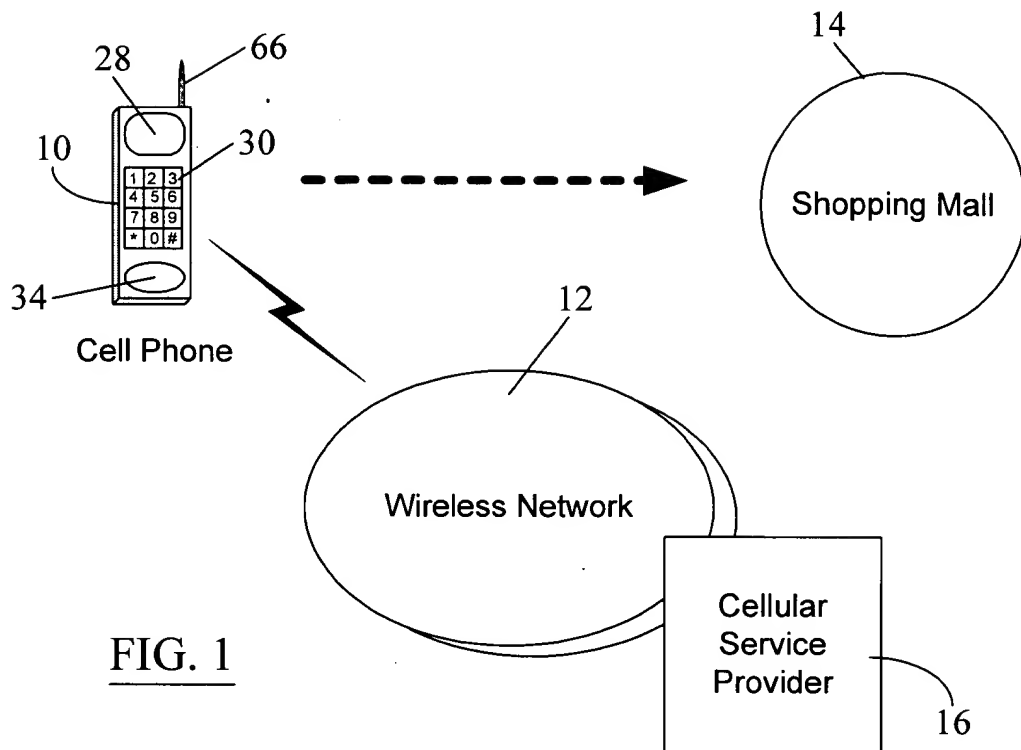 14
66
28
10
30
1 2 3
4 5 6
7 8 9
* 0 #
Shopping Mall
34
Cell Phone
12
Wireless Network
Cellular
Service
Provider
FIG. 1
16